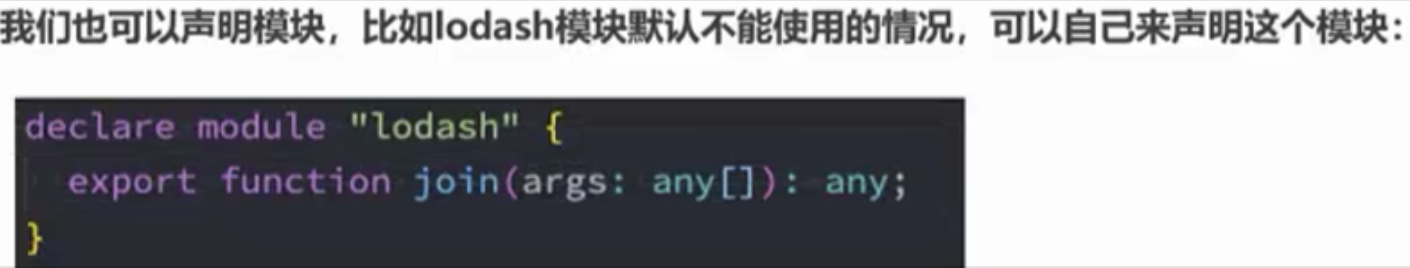 我们也可以声明模块，比如lodash模块默认不能使用的情况，可以自己来声明这个模块：
declare module "lodash" {
export function join(args: any[]): any;
}